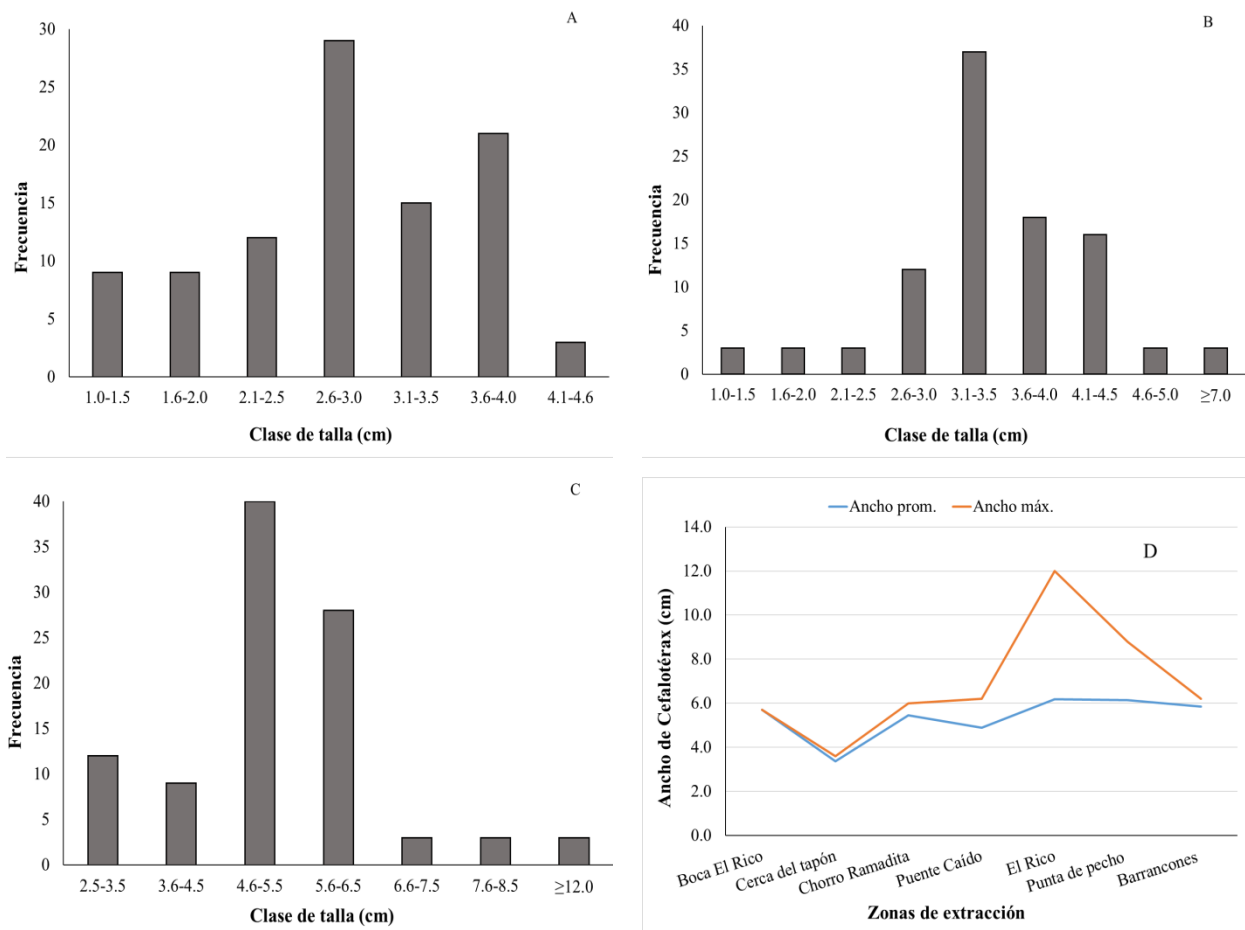 A
Frecuencia
30
25
20
15
10
5
0
1.0-1.5 1.6-2.0 2.1-2.5 2.6-3.0 3.1-3.5 3.6-4.0 4.1-4.6
Clase de talla (cm)
B
Frecuencia
40
35
30
25
20
15
10
5
0
1.0-1.5 1.6-2.0 2.1-2.5 2.6-3.0 3.1-3.5 3.6-4.0 4.1-4.5 4.6-5.0 ≥7.0
Clase de talla (cm)
C
Frecuencia
40
35
30
25
20
15
10
5
0
2.5-3.5 3.6-4.5 4.6-5.5 5.6-6.5 6.6-7.5 7.6-8.5 ≥12.0
Clase de talla (cm)
Ancho prom. Ancho máx.
D
Ancho de Cefalotérax (cm)
14.0
12.0
10.0
8.0
6.0
4.0
2.0
0.0
Boca El Rico
Cerca del tapón
Chorro Ramadita
Puente Caído
El Rico
Punta de pecho
Barrancones
Zonas de extracción